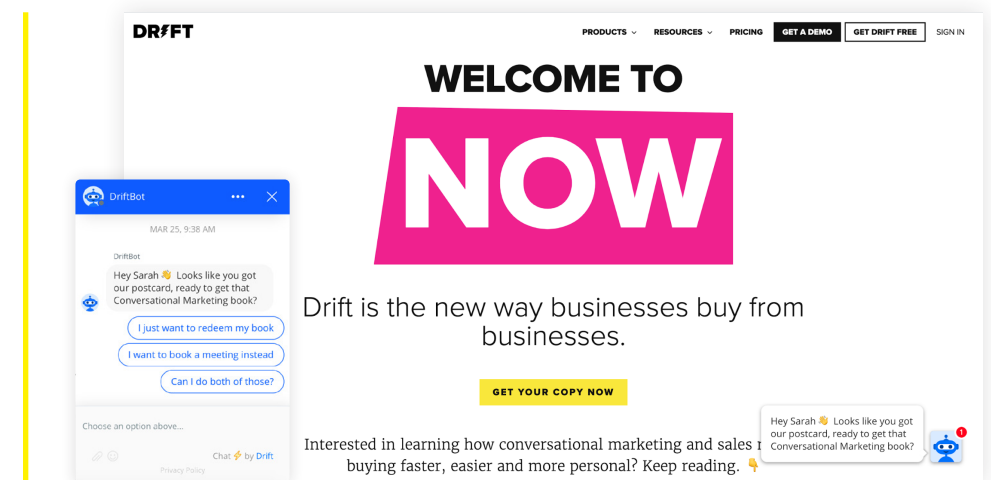 DRIFT
PRODUCTS
RESOURCES
PRICING
GET A DEMO
GET DRIFT FREE
SIGN IN
WELCOME TO
NOW
Drift is the new way businesses buy from
businesses.
GET YOUR COPY NOW
Interested in learning how conversational marketing and sales
buying faster, easier and more personal? Keep reading. 👇
DriftBot
MAR 25, 9:38 AM
DriftBot
Hey Sarah 👋 Looks like you got
our postcard, ready to get that
Conversational Marketing book?
I just want to redeem my book
I want to book a meeting instead
Can I do both of those?
Choose an option above...
Chat ⚡ by Drift
Privacy Policy
Hey Sarah 👋 Looks like you got
our postcard, ready to get that
Conversational Marketing book?
1